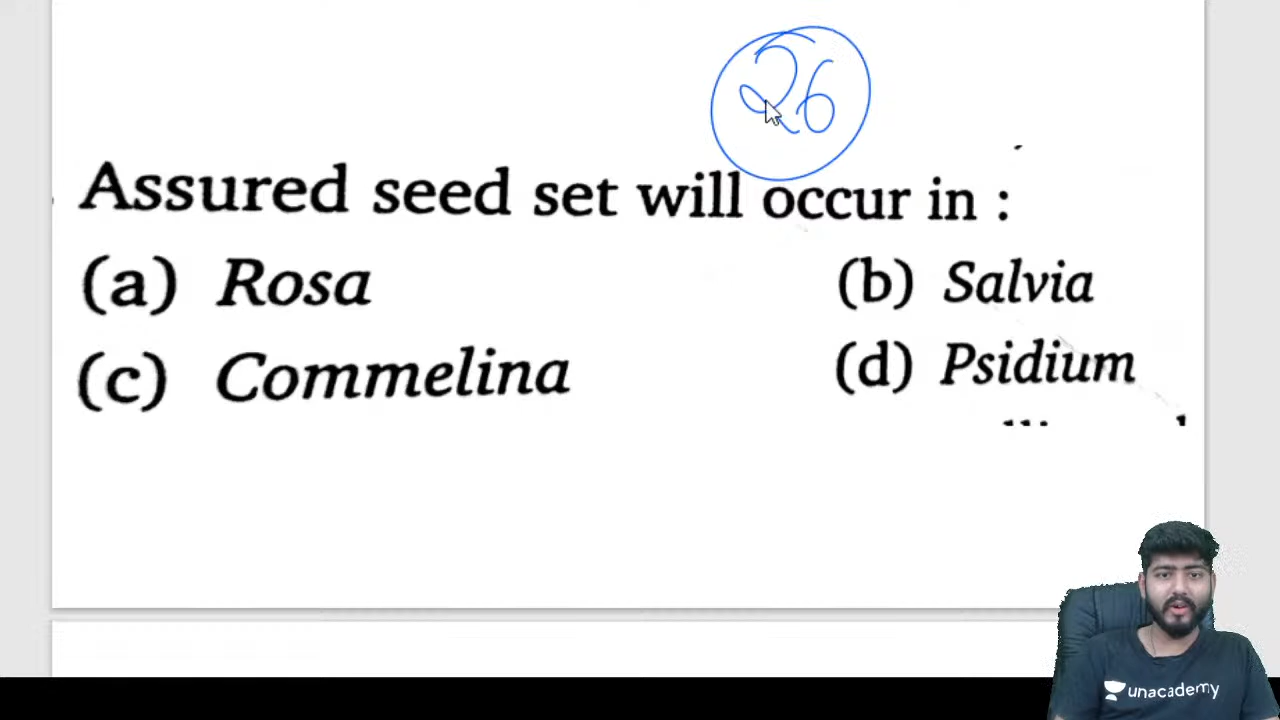 26
Assured seed set will occur in :
(a) Rosa (b) Salvia
(c) Commelina (d) Psidium
unacademy